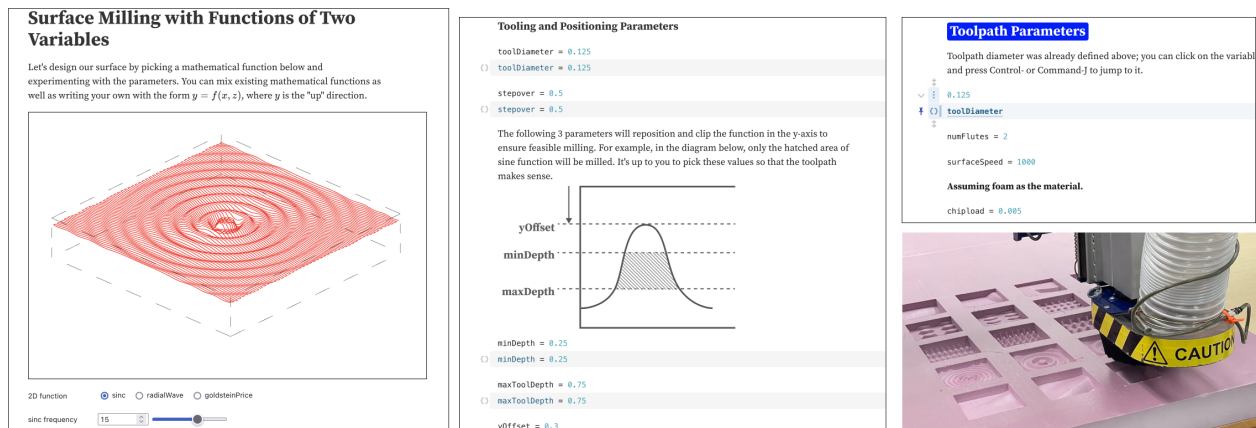 Surface Milling with Functions of Two
Variables
Let's design our surface by picking a mathematical function below and
experimenting with the parameters. You can mix existing mathematical functions as
well as writing your own with the form y = f(x, z), where y is the "up" direction.
2D function
sinc
radialWave
goldsteinPrice
sinc frequency
15
Tooling and Positioning Parameters
toolDiameter = 0.125
toolDiameter = 0.125
stepover = 0.5
stepover = 0.5
The following 3 parameters will reposition and clip the function in the y-axis to
ensure feasible milling. For example, in the diagram below, only the hatched area of
sine function will be milled. It's up to you to pick these values so that the toolpath
makes sense.
yOffset
minDepth
maxDepth
minDepth = 0.25
minDepth = 0.25
maxToolDepth = 0.75
maxToolDepth = 0.75
yOffset = 0.3
Toolpath Parameters
Toolpath diameter was already defined above; you can click on the variabl
and press Control- or Command-J to jump to it.
0.125
toolDiameter
numFlutes = 2
surfaceSpeed = 1000
Assuming foam as the material.
chipload = 0.005
CAUTION